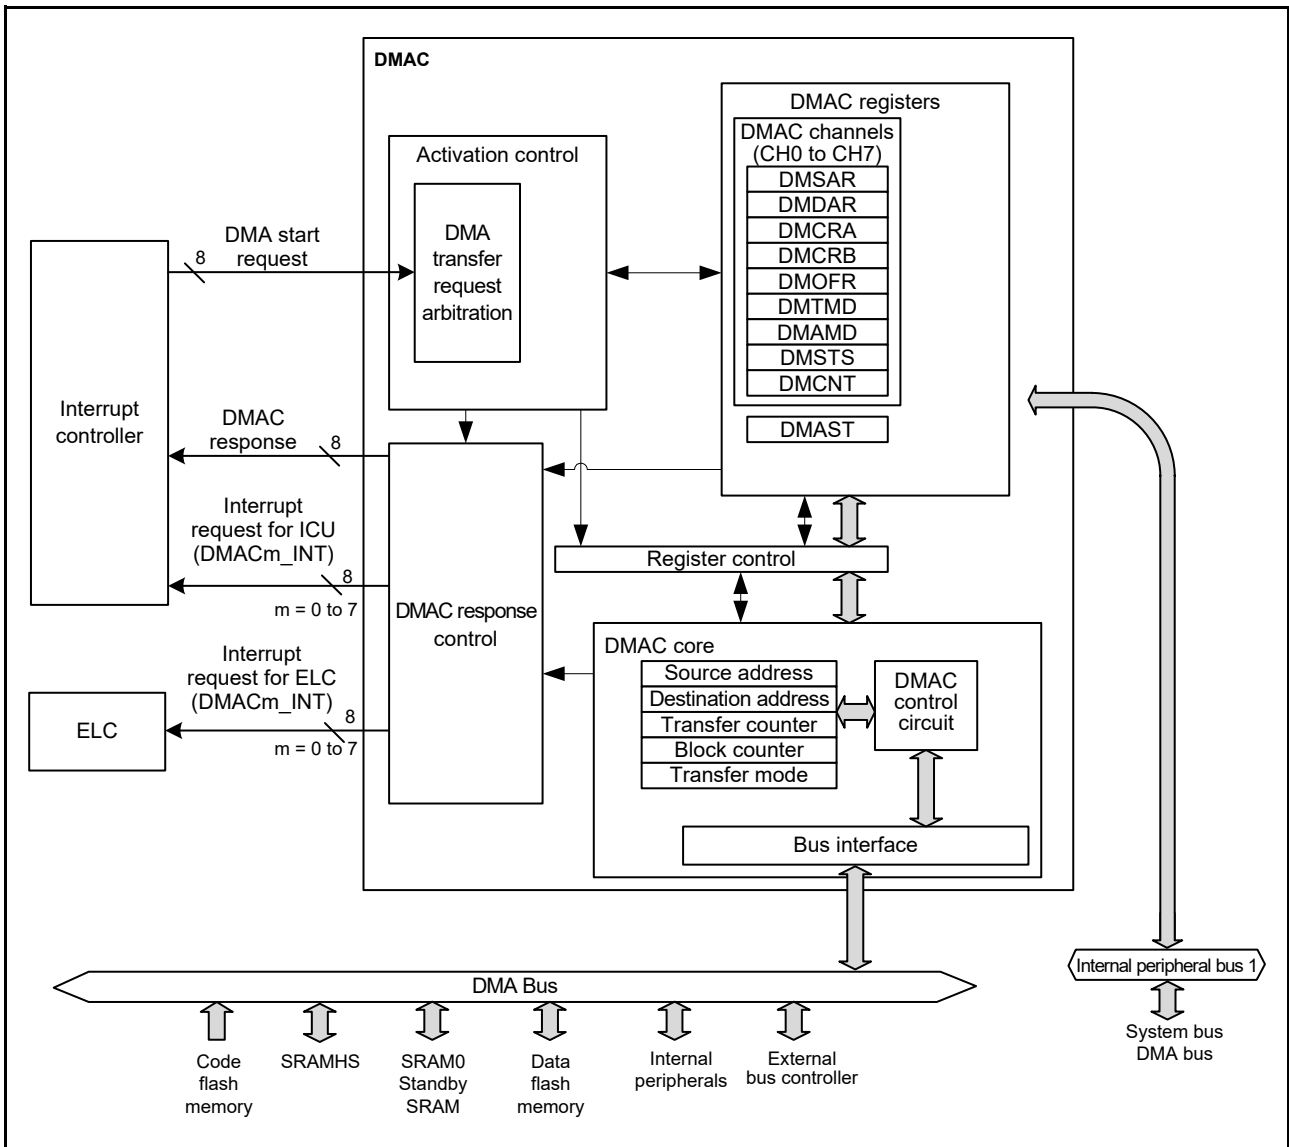 DMAC
DMAC registers
DMAC channels
(CH0 to CH7)
DMSAR
DMDAR
DMCRA
DMCRB
DMOFR
DMTMD
DMAMD
DMSTS
DMCNT
DMAST
Activation control
DMA
transfer
request
arbitration
DMA start
request
8
Interrupt
controller
DMAC
response
8
Interrupt
request for ICU
(DMACm_INT)
8
m = 0 to 7
DMAC response
control
Register control
Interrupt
request for ELC
(DMACm_INT)
8
m = 0 to 7
ELC
DMAC core
Source address
Destination address
Transfer counter
Block counter
Transfer mode
DMAC
control
circuit
Bus interface
DMA Bus
Internal peripheral bus 1
System bus
DMA bus
Code
flash
memory
SRAMHS
SRAM0
Standby
SRAM
Data
flash
memory
Internal
peripherals
External
bus controller